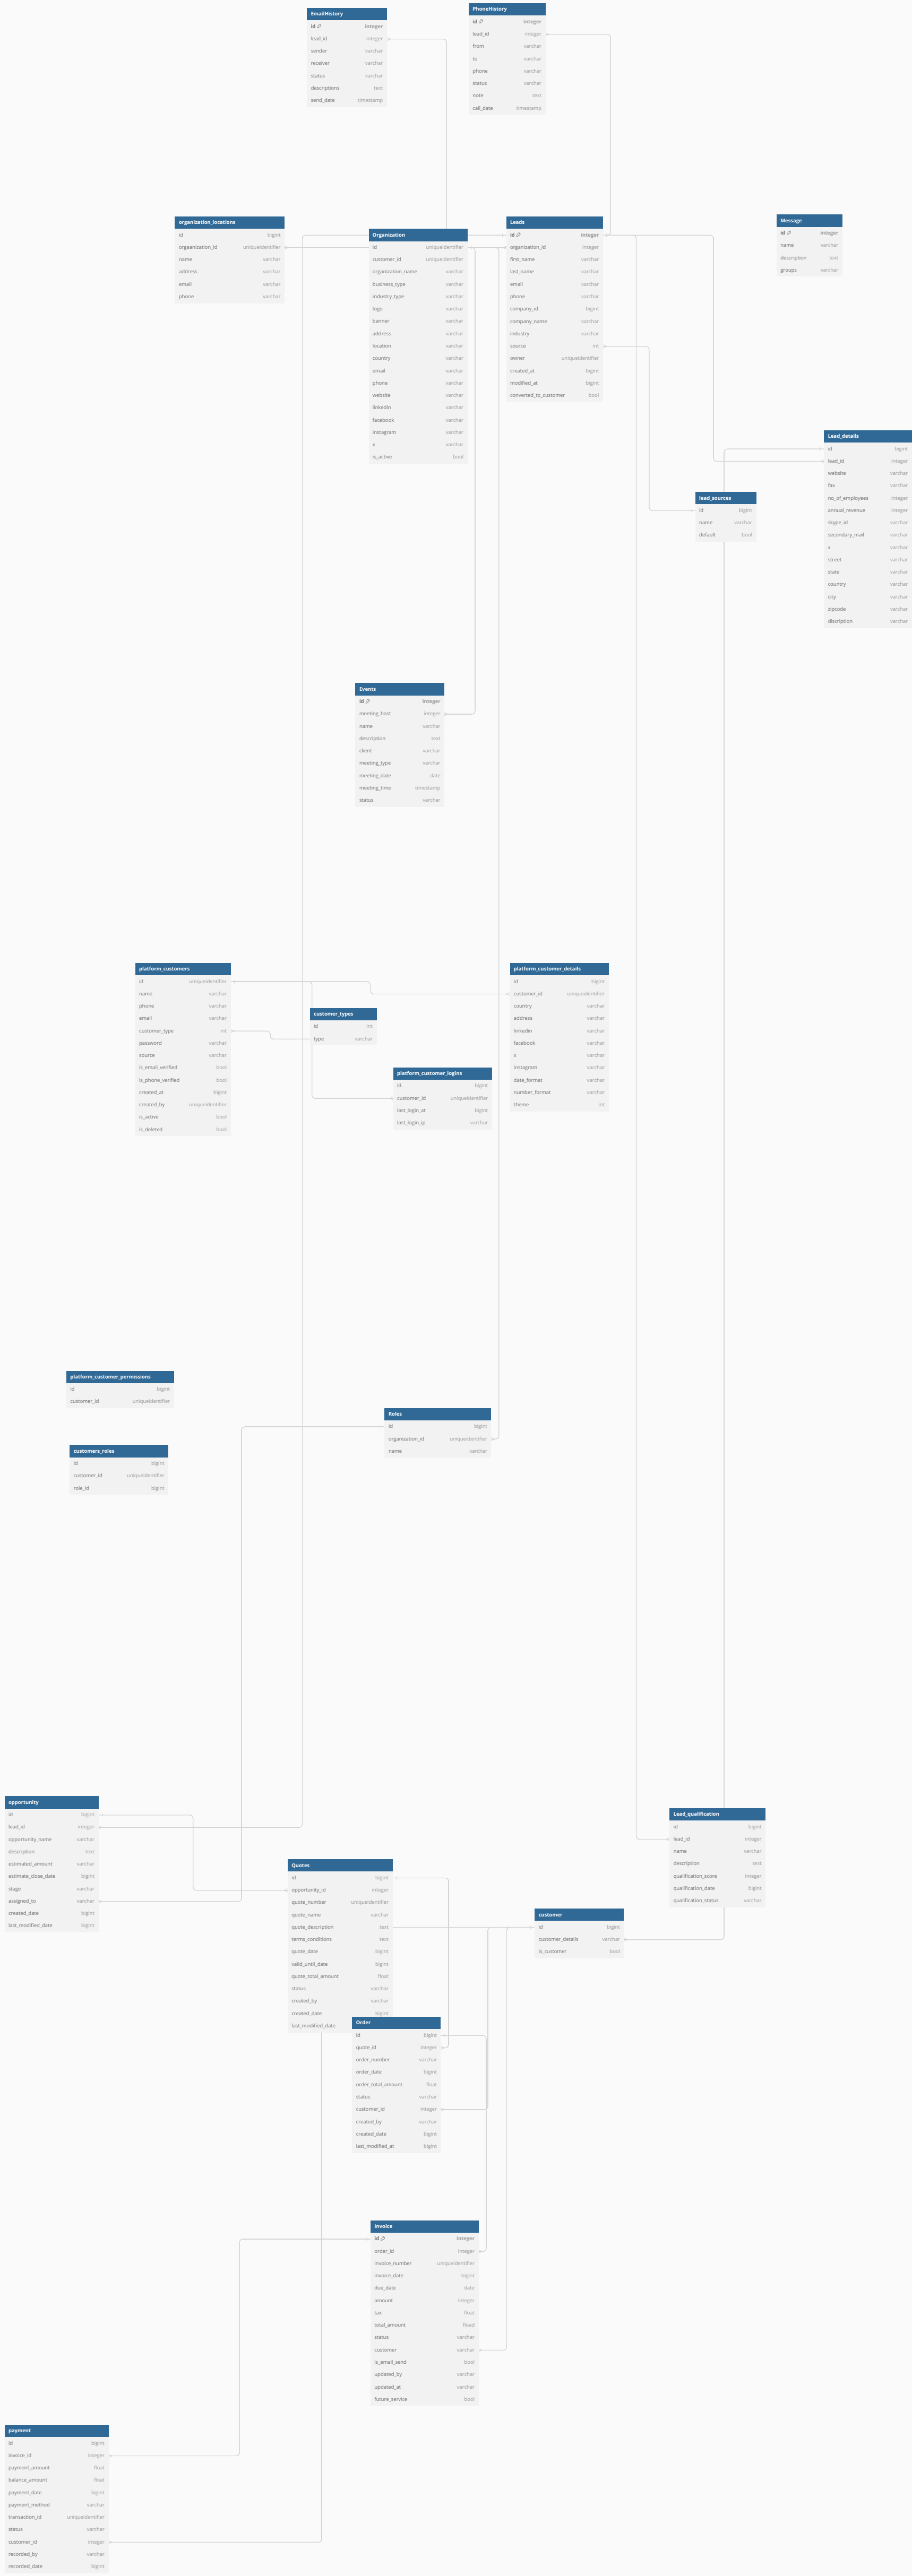 EmailHistory
id integer
lead_id integer
sender varchar
receiver varchar
status varchar
descriptions text
send_date timestamp
PhoneHistory
id integer
lead_id integer
from varchar
to varchar
phone varchar
status varchar
note text
call_date timestamp
organization_locations
id bigint
orgaanization_id uniqueidentifier
name varchar
address varchar
email varchar
phone varchar
Organization
id uniqueidentifier
customer_id uniqueidentifier
organization_name varchar
business_type varchar
industry_type varchar
logo varchar
banner varchar
address varchar
location varchar
country varchar
email varchar
phone varchar
website varchar
linkedin varchar
facebook varchar
instagram varchar
x varchar
is_active bool
Leads
id integer
organization_id integer
first_name varchar
last_name varchar
email varchar
phone varchar
company_id bigint
company_name varchar
industry varchar
source int
owner uniqueidentifier
created_at bigint
modified_at bigint
converted_to_customer bool
Message
id integer
name varchar
description text
groups varchar
Lead_details
id bigint
lead_id integer
website varchar
fax varchar
no_of_employees integer
annual_revenue integer
skype_id varchar
secondary_mail varchar
x varchar
street varchar
state varchar
country varchar
city varchar
zipcode varchar
discription varchar
lead_sources
id bigint
name varchar
default bool
Events
id integer
meeting_host integer
name varchar
description text
client varchar
meeting_type varchar
meeting_date date
meeting_time timestamp
status varchar
platform_customers
id uniqueidentifier
name varchar
phone varchar
email varchar
customer_type int
password varchar
source varchar
is_email_verified bool
is_phone_verified bool
created_at bigint
created_by uniqueidentifier
is_active bool
is_deleted bool
customer_types
id int
type varchar
platform_customer_logins
id bigint
customer_id uniqueidentifier
last_login_at bigint
last_login_ip varchar
platform_customer_details
id bigint
customer_id uniqueidentifier
country varchar
address varchar
linkedin varchar
facebook varchar
x varchar
instagram varchar
date_format varchar
number_format varchar
theme int
platform_customer_permissions
id bigint
customer_id uniqueidentifier
customers_roles
id bigint
customer_id uniqueidentifier
role_id bigint
Roles
id bigint
organization_id uniqueidentifier
name varchar
opportunity
id bigint
lead_id integer
opportunity_name varchar
description text
estimated_amount varchar
estimate_close_date bigint
stage varchar
assigned_to varchar
created_date bigint
last_modified_date bigint
Lead_qualification
id bigint
lead_id integer
name varchar
description text
qualification_score integer
qualification_date bigint
qualification_status varchar
Quotes
id bigint
opportunity_id integer
quote_number uniqueidentifier
quote_name varchar
quote_description text
terms_conditions text
quote_date bigint
valid_until_date bigint
quote_total_amount float
status varchar
created_by varchar
created_date bigint
last_modified_date
customer
id bigint
customer_details varchar
is_customer bool
Order
id bigint
quote_id integer
order_number varchar
order_date bigint
order_total_amount float
status varchar
customer_id integer
created_by varchar
created_date bigint
last_modified_at bigint
Invoice
id integer
order_id integer
invoice_number uniqueidentifier
invoice_date bigint
due_date date
amount integer
tax float
total_amount float
status varchar
customer varchar
is_email_send bool
updated_by varchar
updated_at varchar
future_service bool
payment
id bigint
invoice_id integer
payment_amount float
balance_amount float
payment_date bigint
payment_method varchar
transaction_id uniqueidentifier
status varchar
customer_id integer
recorded_by varchar
recorded_date bigint